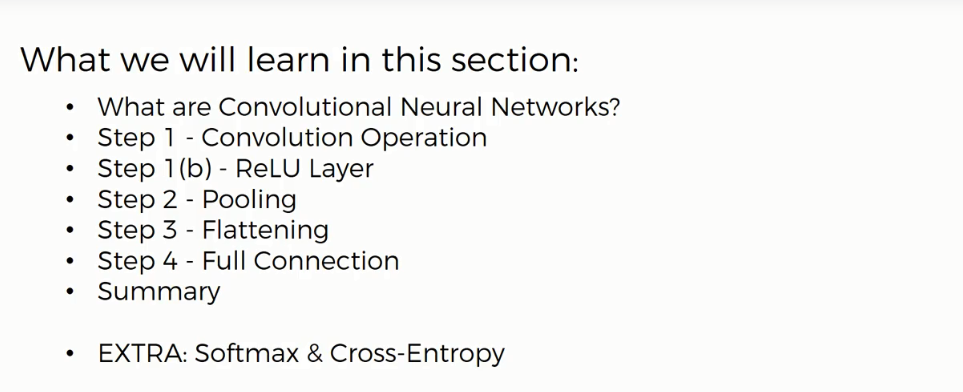 What we will learn in this section:
• What are Convolutional Neural Networks?
• Step 1 - Convolution Operation
• Step 1(b) - ReLU Layer
• Step 2 - Pooling
• Step 3 - Flattening
• Step 4 - Full Connection
• Summary
• EXTRA: Softmax & Cross-Entropy